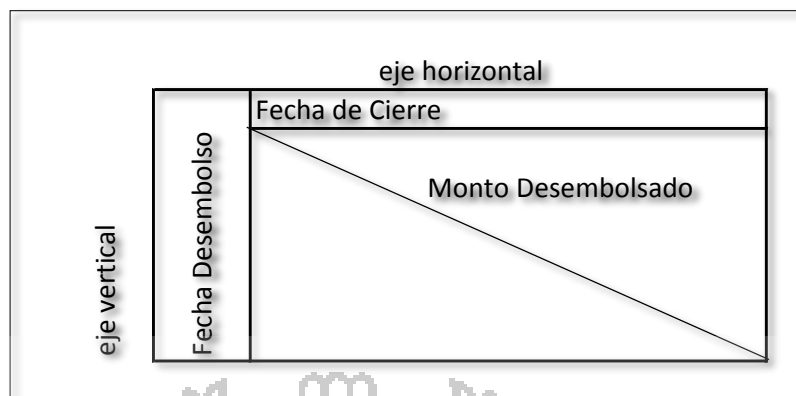 eje horizontal
Fecha de Cierre
Monto Desembolsado
Fecha Desembolso
eje vertical